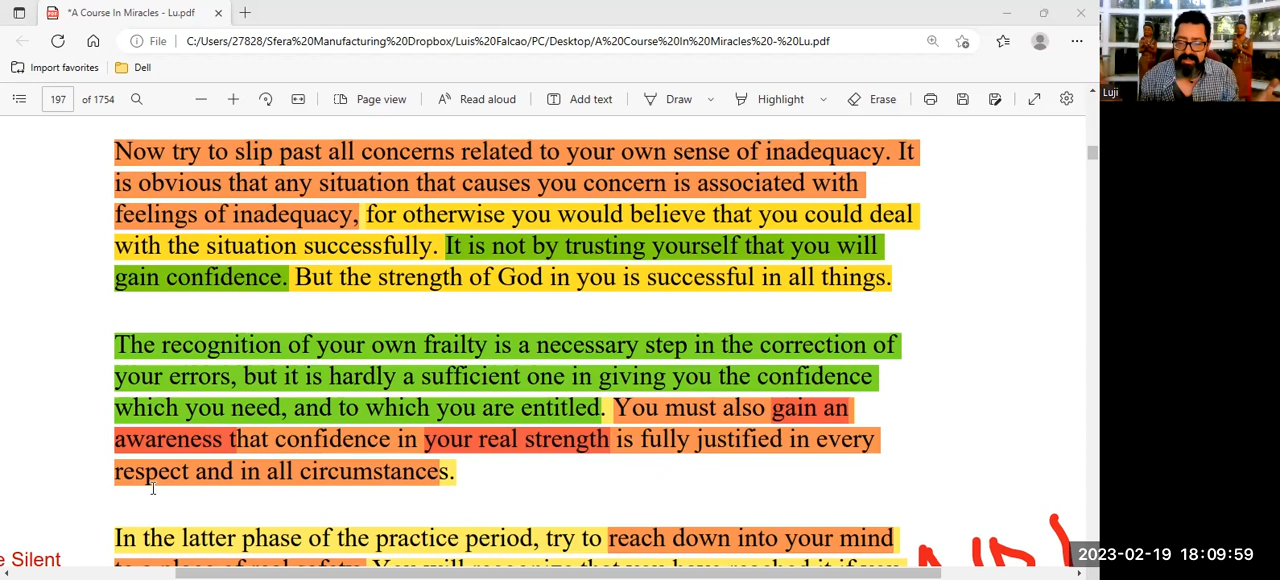 *A Course In Miracles - Lu.pdf
File C:/Users/27828/Sfera%20Manufacturing%20Dropbox/Luis%20Falcao/PC/Desktop/A%20Course%20In%20Miracles%20-%20Lu.pdf
Import favorites Dell
197 of 1754 Page view Read aloud Add text Draw Highlight Erase
Luji
Now try to slip past all concerns related to your own sense of inadequacy. It
is obvious that any situation that causes you concern is associated with
feelings of inadequacy, for otherwise you would believe that you could deal
with the situation successfully. It is not by trusting yourself that you will
gain confidence. But the strength of God in you is successful in all things.
The recognition of your own frailty is a necessary step in the correction of
your errors, but it is hardly a sufficient one in giving you the confidence
which you need, and to which you are entitled. You must also gain an
awareness that confidence in your real strength is fully justified in every
respect and in all circumstances.
In the latter phase of the practice period, try to reach down into your mind
e Silent
2023-02-19 18:09:59